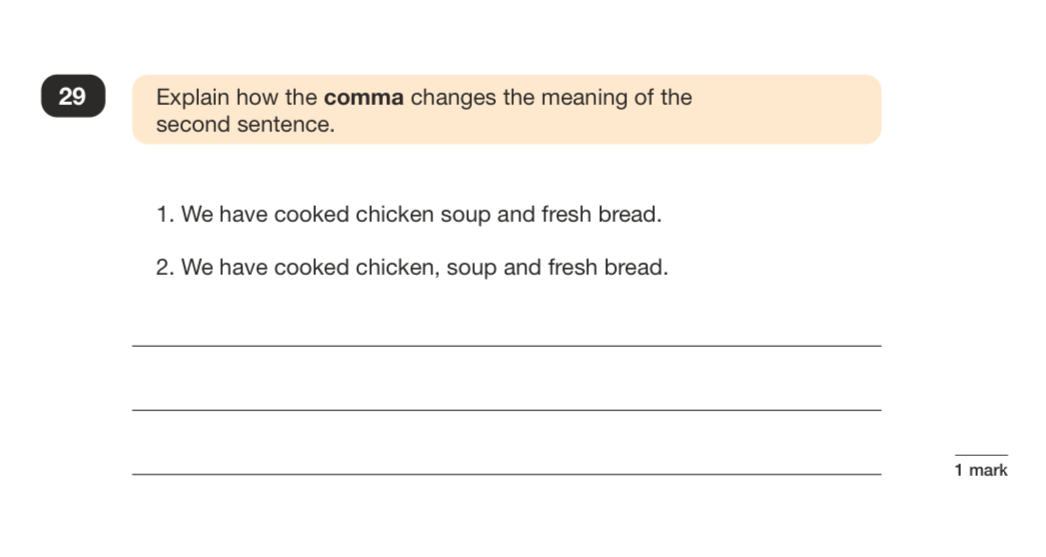 29
Explain how the comma changes the meaning of the
second sentence.
1. We have cooked chicken soup and fresh bread.
2. We have cooked chicken, soup and fresh bread.
1 mark